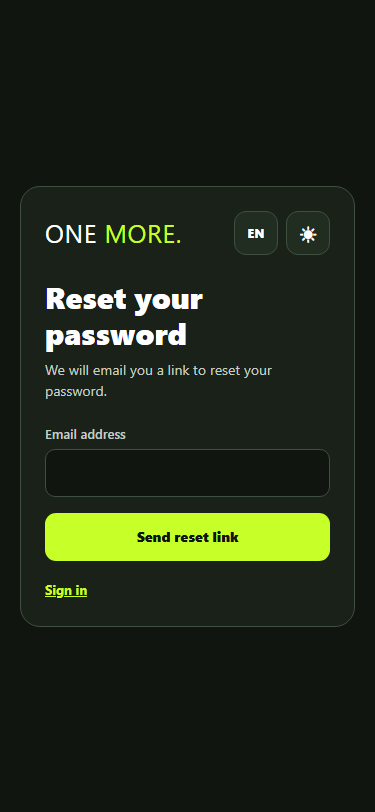 ONE MORE.
EN
Reset your
password
We will email you a link to reset your
password.
Email address
Send reset link
Sign in